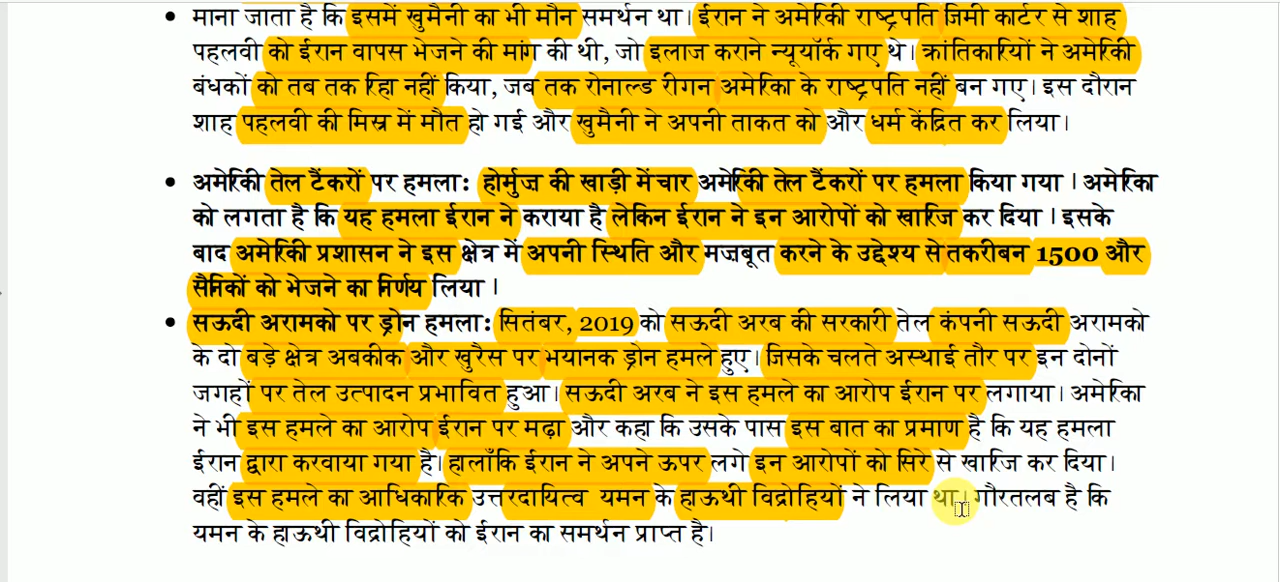 माना जाता है कि इसमें खुमैनी का भी मौन समर्थन था। ईरान ने अमेरिकी राष्ट्रपति जिमी कार्टर से शाह
पहलवी को ईरान वापस भेजने की मांग की थी, जो इलाज कराने न्यूयॉर्क गए थे। क्रांतिकारियों ने अमेरिकी
बंधकों को तब तक रिहा नहीं किया, जब तक रोनाल्ड रीगन अमेरिका के राष्ट्रपति नहीं बन गए। इस दौरान
शाह पहलवी की मिस्र में मौत हो गई और खुमैनी ने अपनी ताकत को और धर्म केंद्रित कर लिया।
• अमेरिकी तेल टैंकरों पर हमला: होर्मुज की खाड़ी में चार अमेरिकी तेल टैंकरों पर हमला किया गया। अमेरिका
को लगता है कि यह हमला ईरान ने कराया है लेकिन ईरान ने इन आरोपों को खारिज कर दिया। इसके
बाद अमेरिकी प्रशासन ने इस क्षेत्र में अपनी स्थिति और मजबूत करने के उद्देश्य से तकरीबन 1500 और
सैनिकों को भेजने का निर्णय लिया।
• सऊदी अरामको पर ड्रोन हमला: सितंबर, 2019 को सऊदी अरब की सरकारी तेल कंपनी सऊदी अरामको
के दो बड़े क्षेत्र अबकीक और खुरैस पर भयानक ड्रोन हमले हुए। जिसके चलते अस्थाई तौर पर इन दोनों
जगहों पर तेल उत्पादन प्रभावित हुआ। सऊदी अरब ने इस हमले का आरोप ईरान पर लगाया। अमेरिका
ने भी इस हमले का आरोप ईरान पर मढ़ा और कहा कि उसके पास इस बात का प्रमाण है कि यह हमला
ईरान द्वारा करवाया गया है। हालाँकि ईरान ने अपने ऊपर लगे इन आरोपों को सिरे से खारिज कर दिया।
वहीं इस हमले का आधिकारिक उत्तरदायित्व यमन के हाऊथी विद्रोहियों ने लिया था। गौरतलब है कि
यमन के हाऊथी विद्रोहियों को ईरान का समर्थन प्राप्त है।